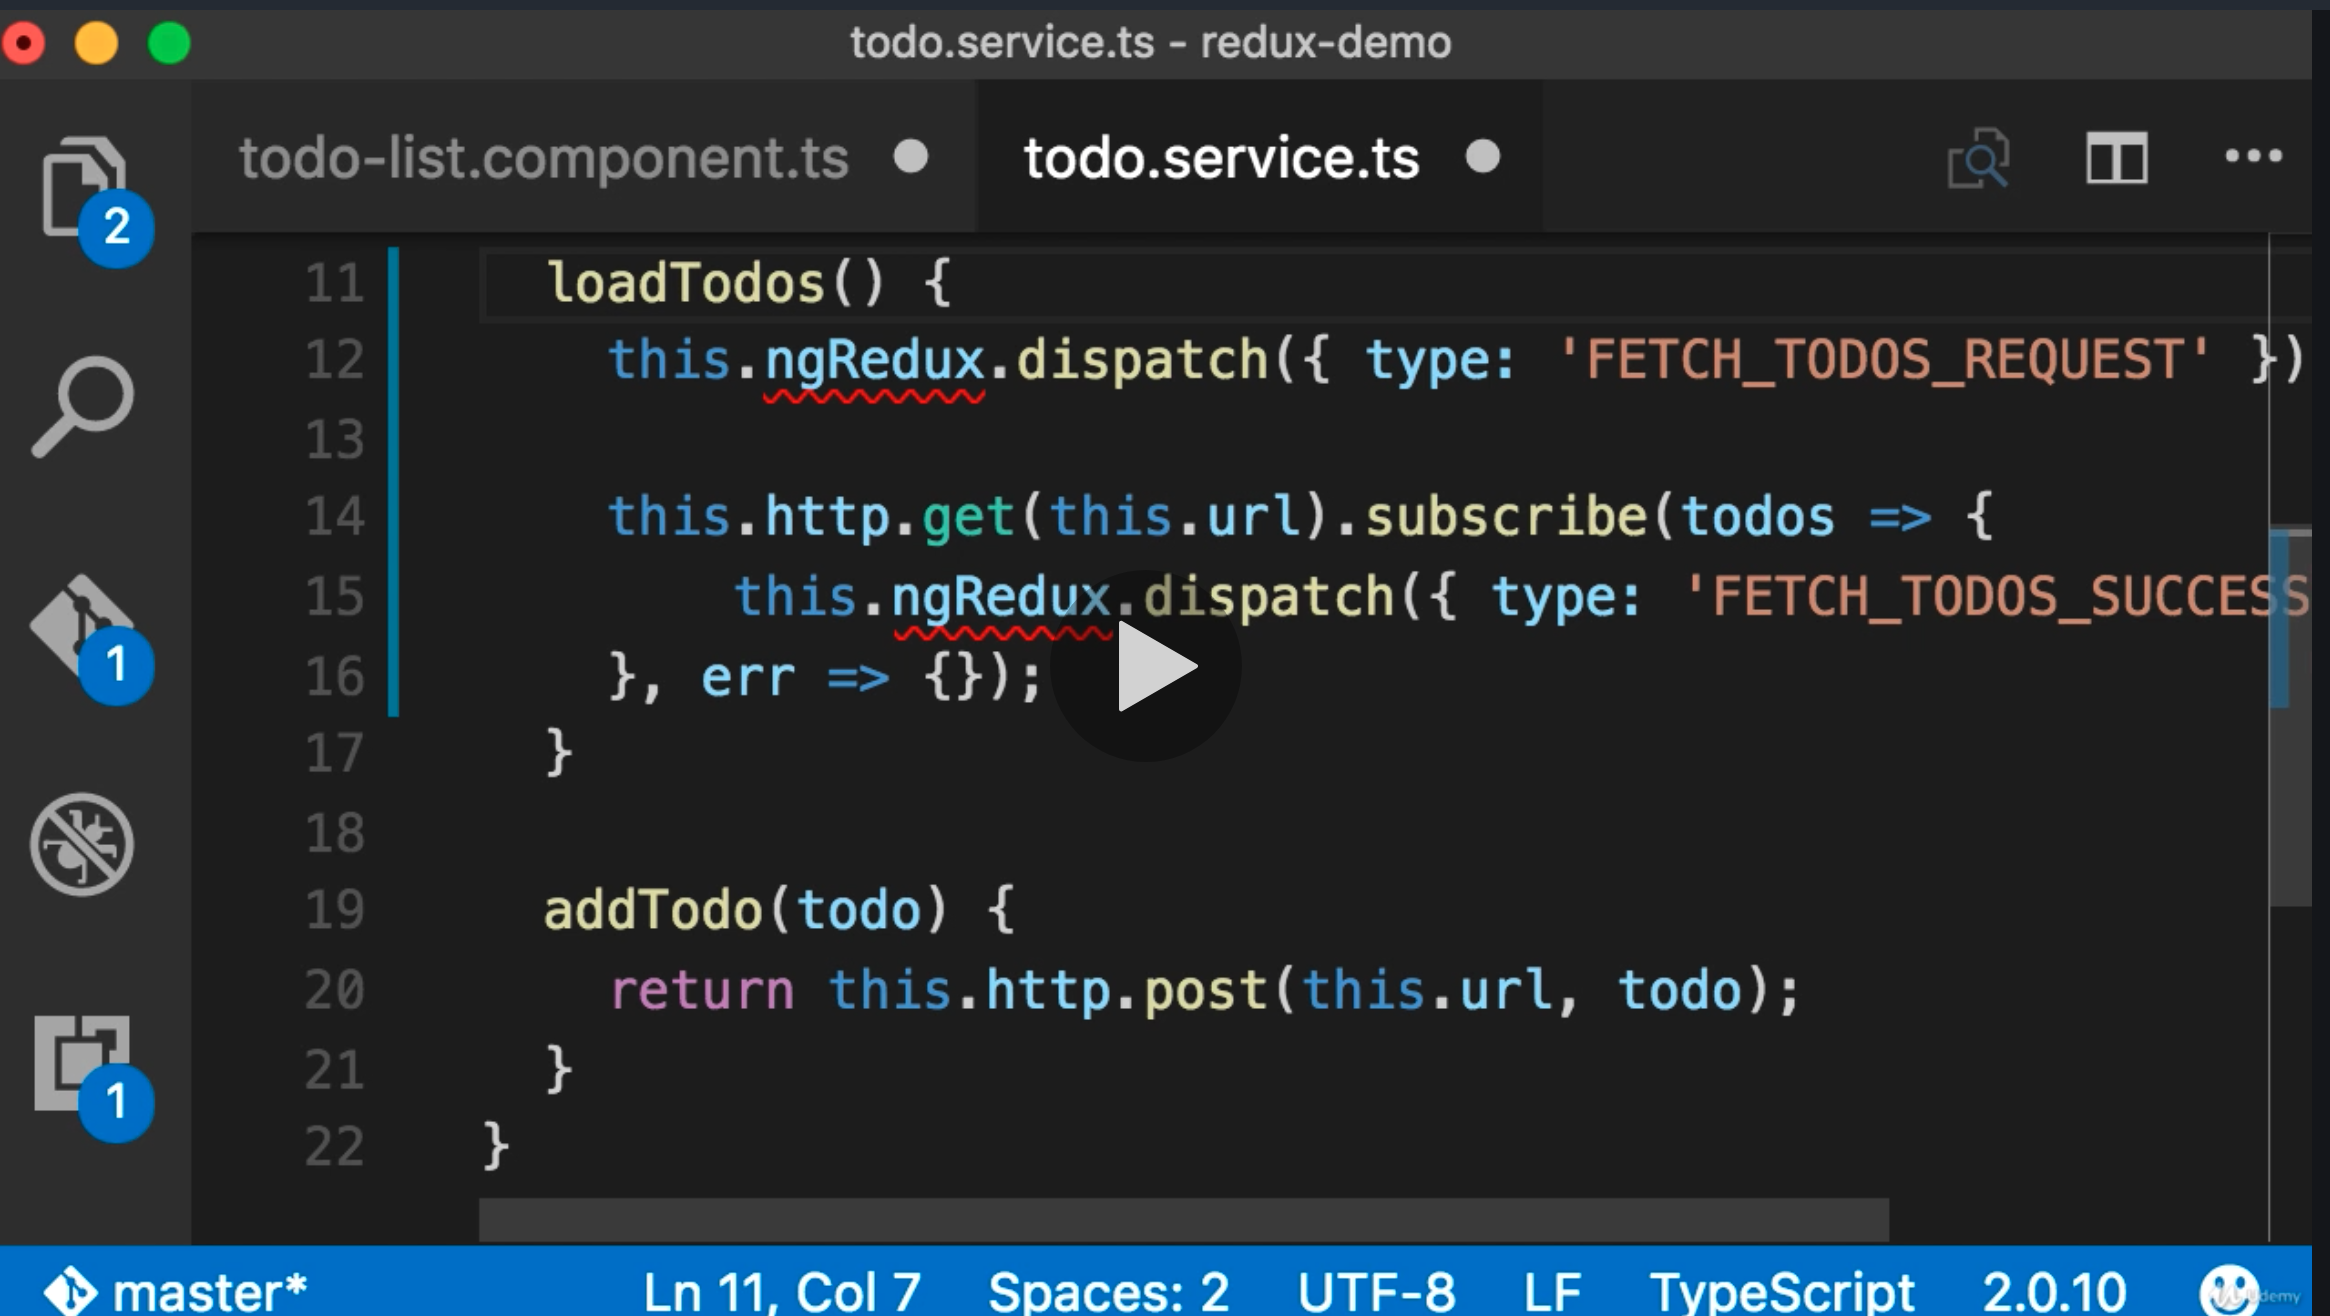 todo.service.ts - redux-demo
todo-list.component.ts todo.service.ts
2
11 loadTodos() {
12 this.ngRedux.dispatch({ type: 'FETCH_TODOS_REQUEST' })
13
14 this.http.get(this.url).subscribe(todos => {
15 this.ngRedux.dispatch({ type: 'FETCH_TODOS_SUCCESS
1
16 }, err => {});
17 }
18
19 addTodo(todo) {
20 return this.http.post(this.url, todo);
21 }
1
22 }
master* Ln 11, Col 7 Spaces: 2 UTF-8 LF TypeScript 2.0.10
Udemy